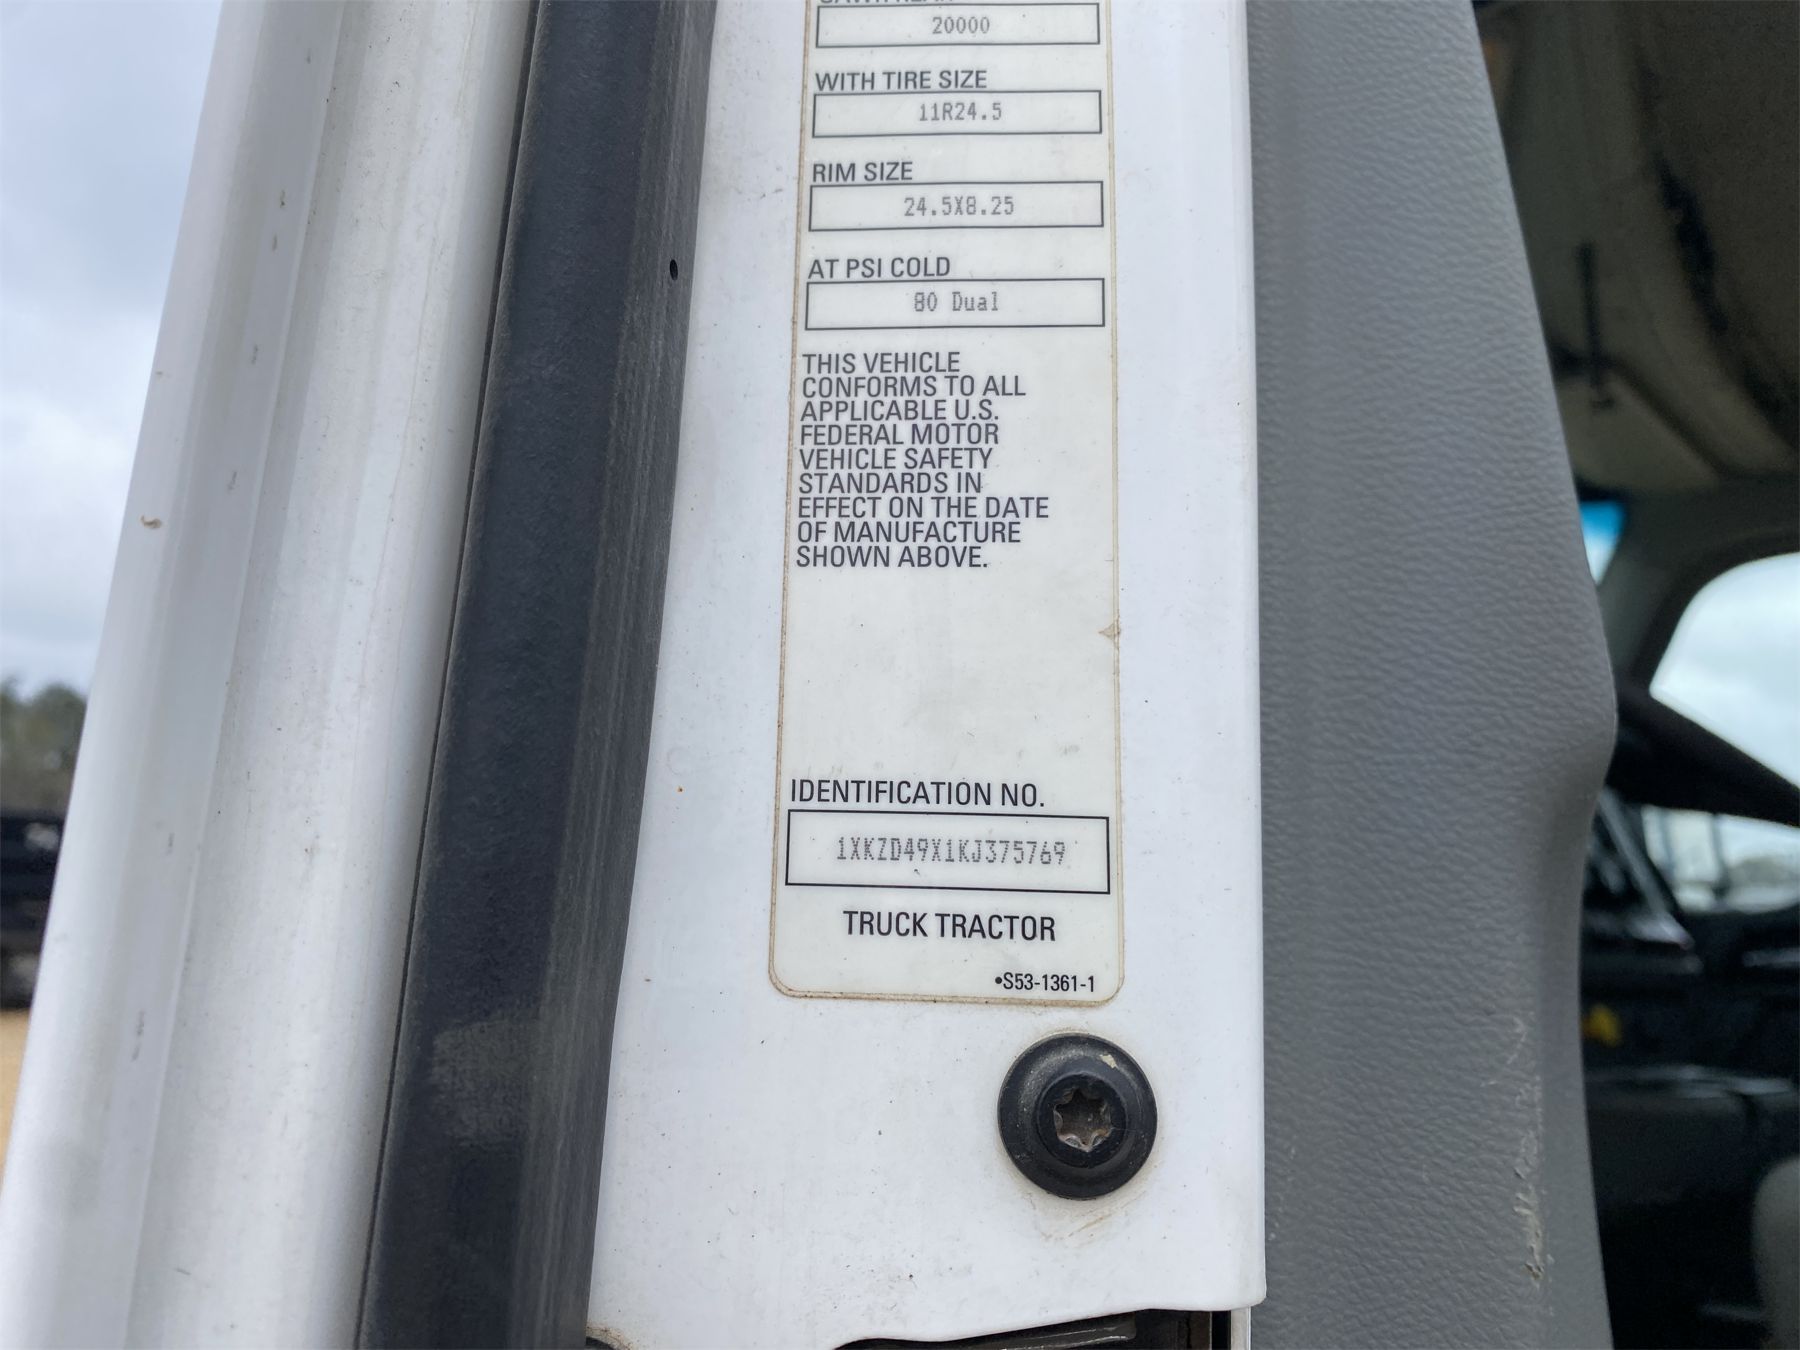 20000
WITH TIRE SIZE
11R24.5
RIM SIZE
24.5X8.25
AT PSI COLD
80 Dual
THIS VEHICLE
CONFORMS TO ALL
APPLICABLE U.S.
FEDERAL MOTOR
VEHICLE SAFETY
STANDARDS IN
EFFECT ON THE DATE
OF MANUFACTURE
SHOWN ABOVE.
IDENTIFICATION NO.
1XKZD49X1KJ375769
TRUCK TRACTOR
•S53-1361-1